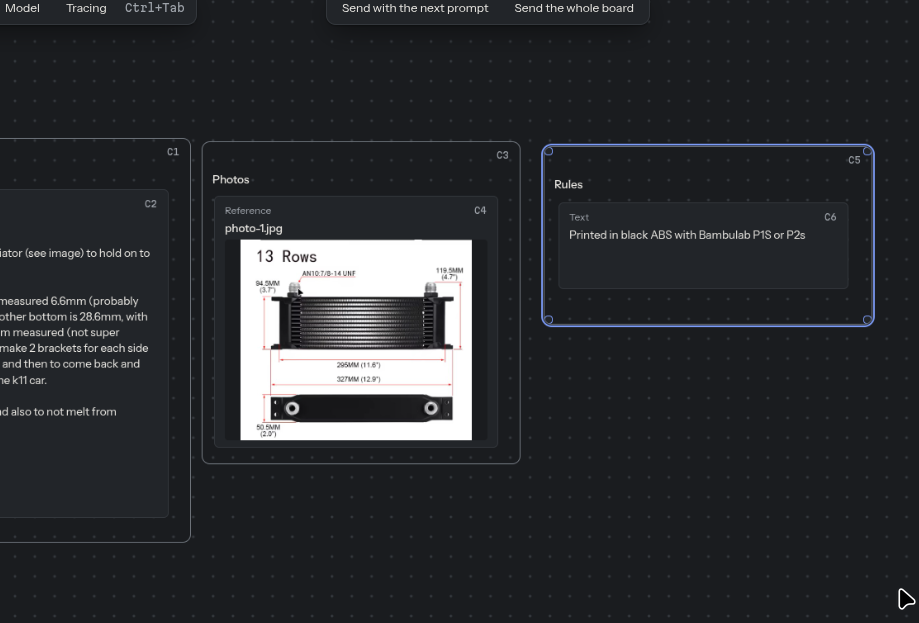 Model Tracing Ctrl+Tab
Send with the next prompt Send the whole board
C1
C2
iator (see image) to hold on to
measured 6.6mm (probably
other bottom is 28.6mm, with
m measured (not super
make 2 brackets for each side
and then to come back and
ne k11 car.
nd also to not melt from
C3
Photos
Reference C4
photo-1.jpg
13 Rows
AN10:7/8-14 UNF
94.5MM
(3.7")
119.5MM
(4.7")
295MM (11.6")
327MM (12.9")
50.5MM
(2.0")
C5
Rules
Text C6
Printed in black ABS with Bambulab P1S or P2s